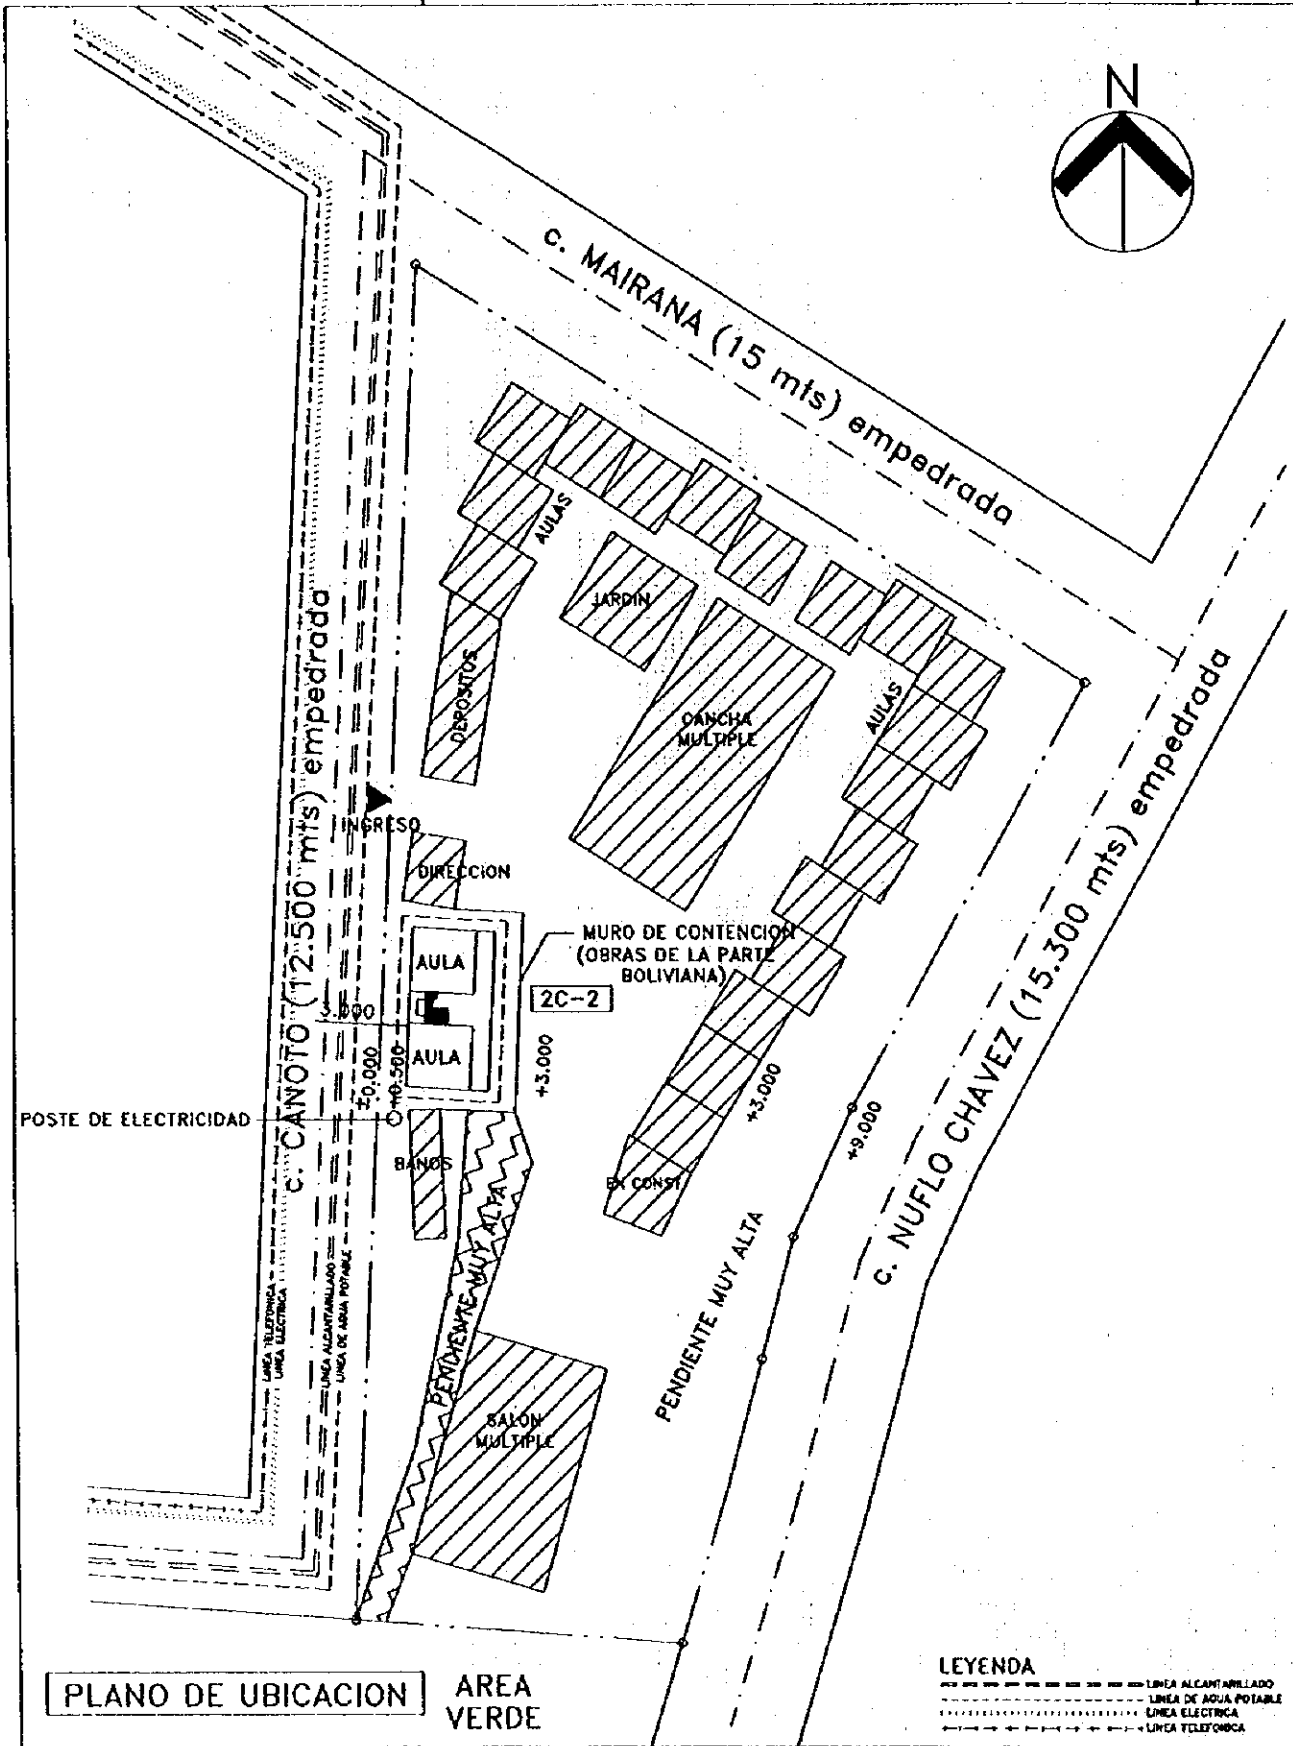 N
c. MAIRANA (15 mts) empedrada
AULAS
JARDIN
DEPOSITOS
CANCHA
MULTIPLE
AULAS
c. CANOTO (12.500 mts) empedrada
INGRESO
DIRECCION
MURO DE CONTENCION
(OBRAS DE LA PARTE
BOLIVIANA)
2C-2
AULA
3.000
AULA
±0.000
+0.500
+3.000
+3.000
+9.000
c. NUFLO CHAVEZ (15.300 mts) empedrada
POSTE DE ELECTRICIDAD
BANOS
EN CONST.
PENDIENTE MUY ALTA
PENDIENTE MUY ALTA
LINEA TELEFONICA
LINEA ELECTRICA
LINEA ALCANTARILLADO
LINEA DE AGUA POTABLE
SALON
MULTIPLE
PLANO DE UBICACION
AREA
VERDE
LEYENDA
LINEA ALCANTARILLADO
LINEA DE AGUA POTABLE
LINEA ELECTRICA
LINEA TELEFONICA